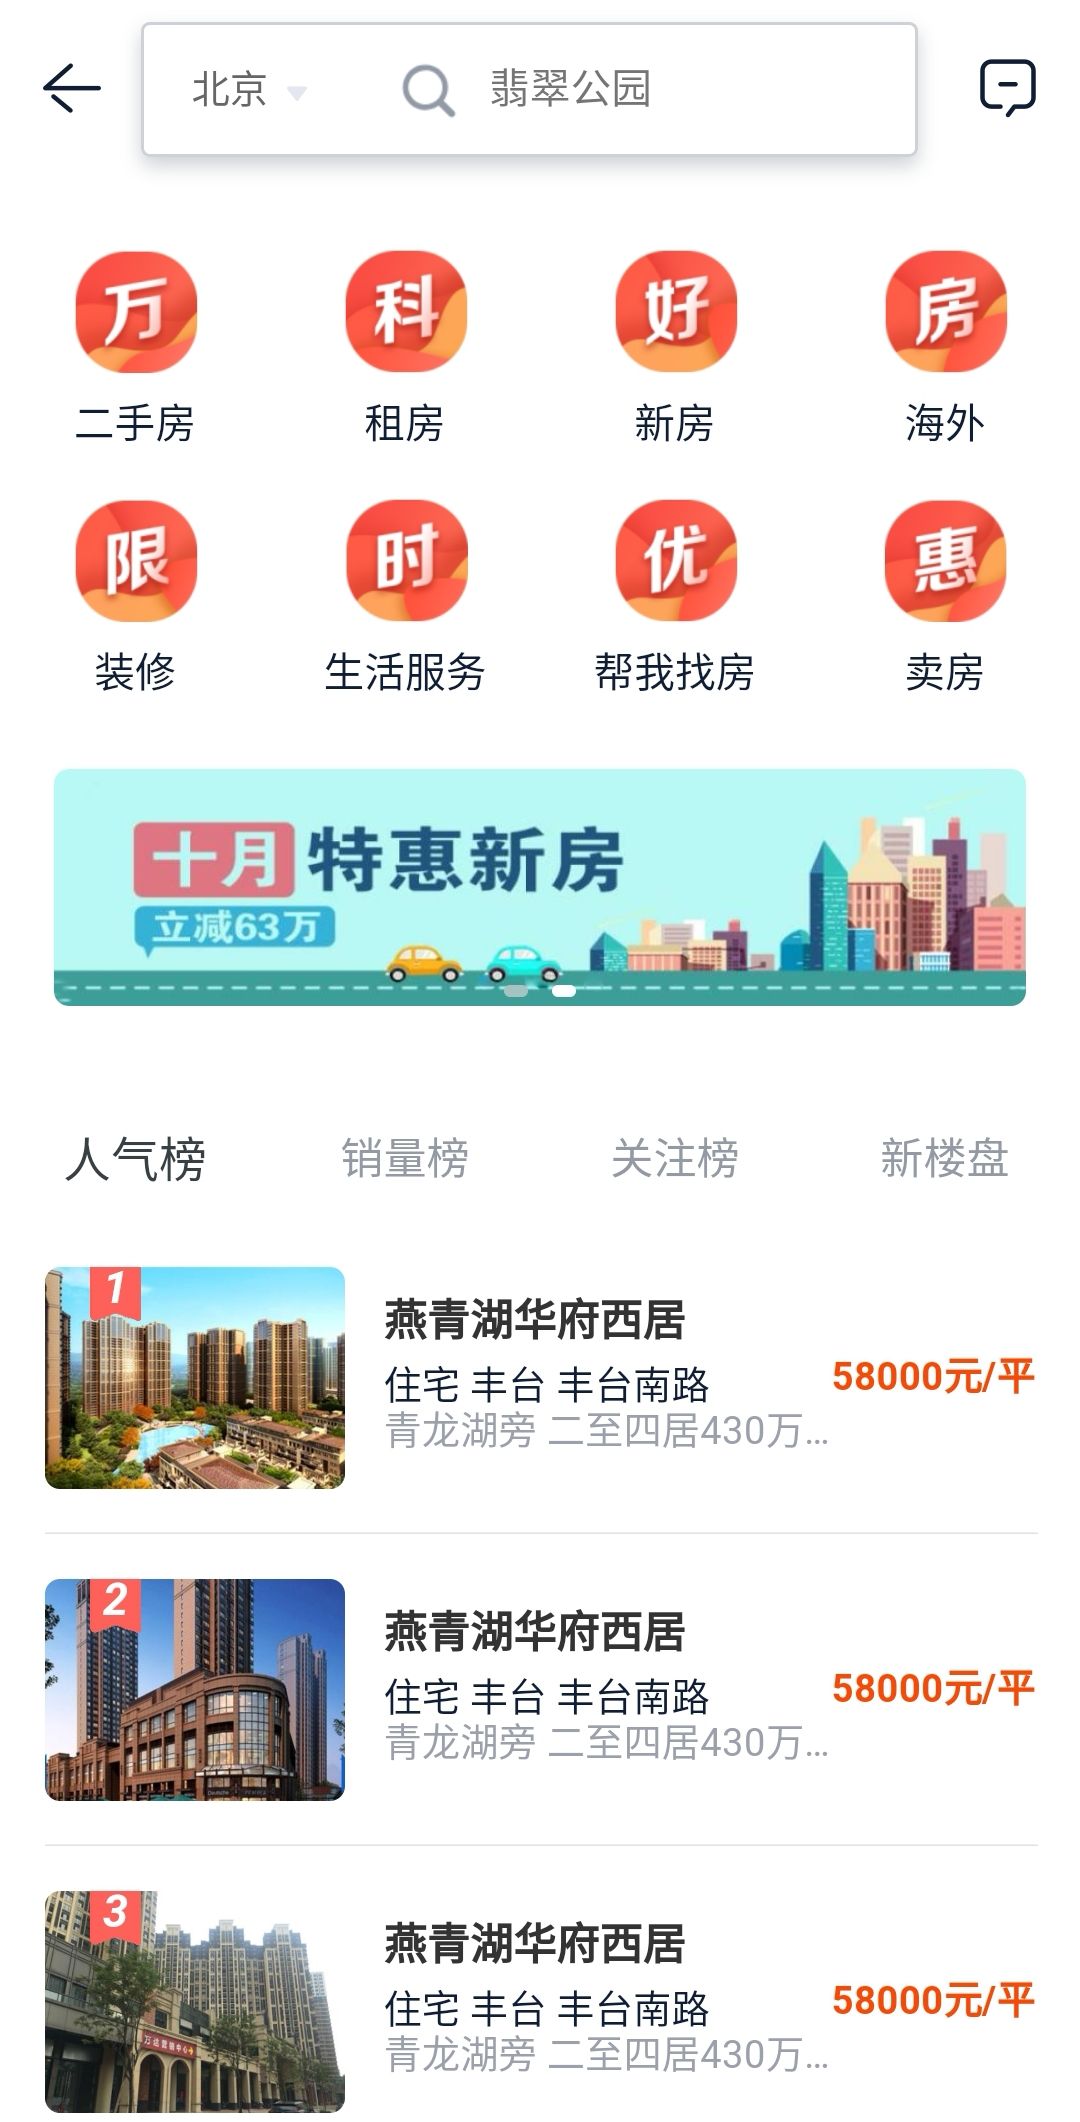 北京 翡翠公园
万 科 好 房
二手房 租房 新房 海外
限 时 优 惠
装修 生活服务 帮我找房 卖房
十月 特惠新房
立减63万
人气榜 销量榜 关注榜 新楼盘
1
燕青湖华府西居
住宅 丰台 丰台南路
58000元/平
青龙湖旁 二至四居430万...
2
燕青湖华府西居
住宅 丰台 丰台南路
58000元/平
青龙湖旁 二至四居430万...
3
燕青湖华府西居
住宅 丰台 丰台南路
58000元/平
青龙湖旁 二至四居430万...
万达营销中心